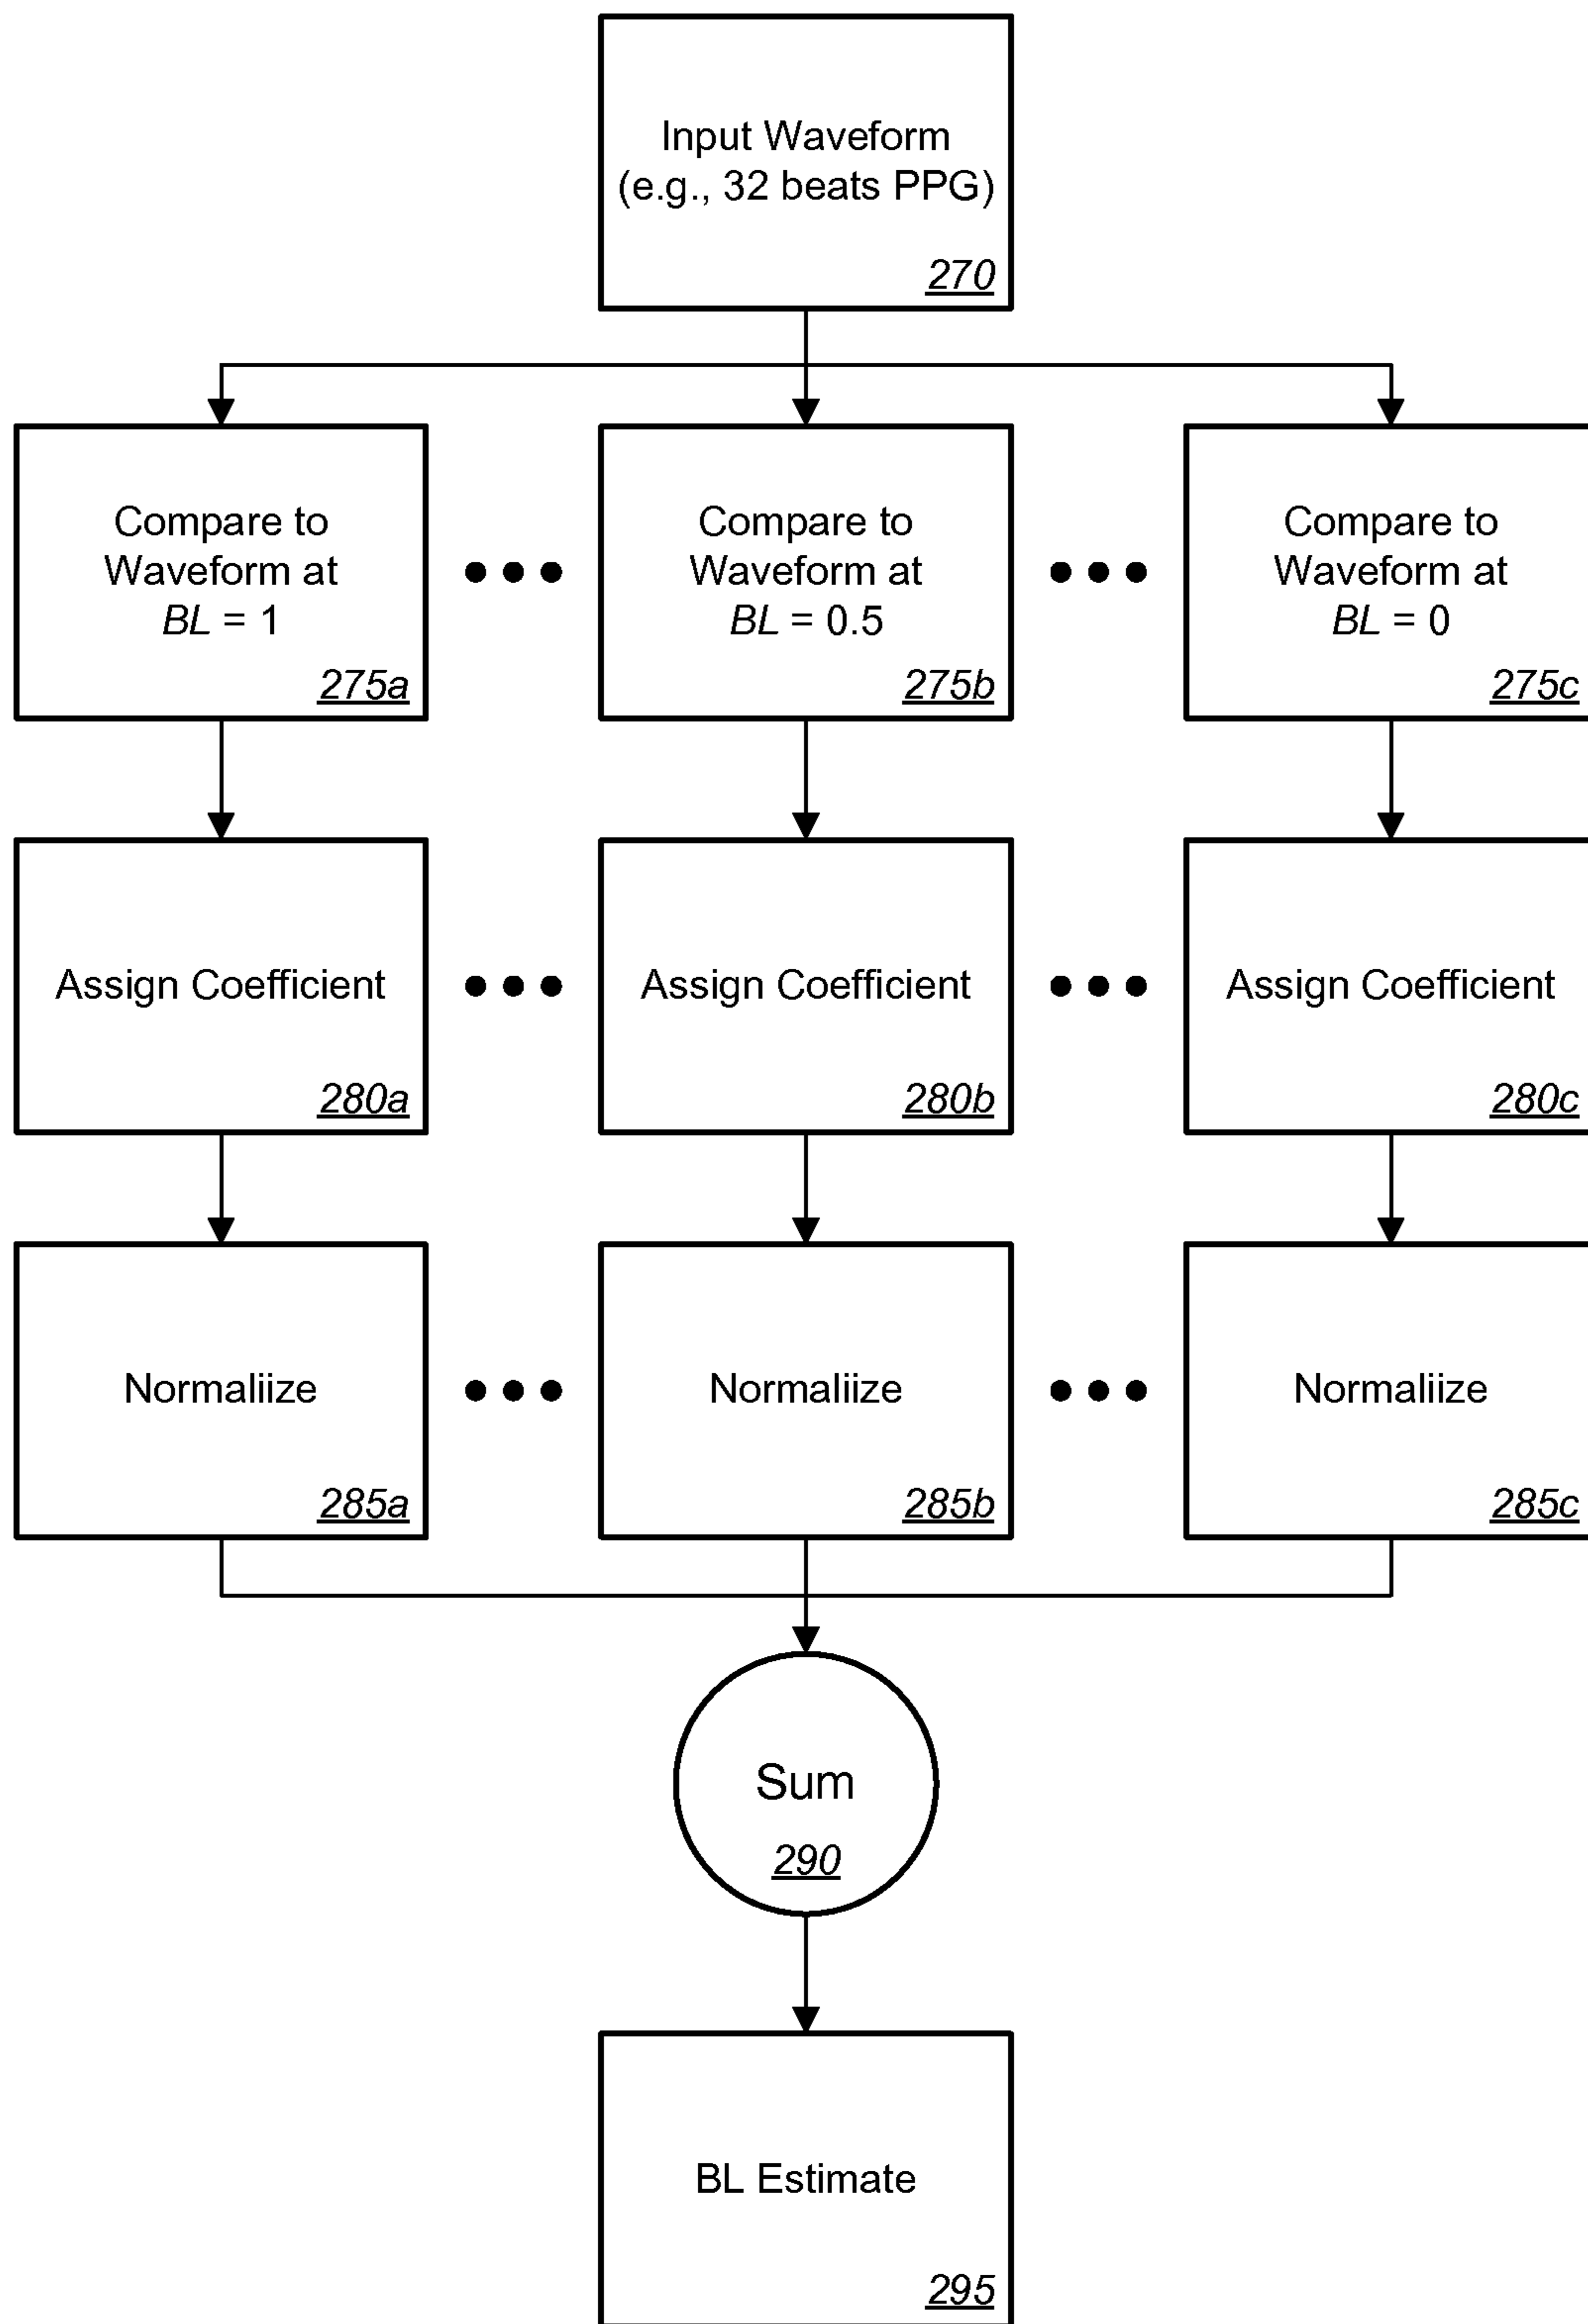 Input Waveform
(e.g., 32 beats PPG)
270
Compare to
Waveform at
BL = 1
275a
Compare to
Waveform at
BL = 0.5
275b
Compare to
Waveform at
BL = 0
275c
Assign Coefficient
280a
Assign Coefficient
280b
Assign Coefficient
280c
Normaliize
285a
Normaliize
285b
Normaliize
285c
Sum
290
BL Estimate
295